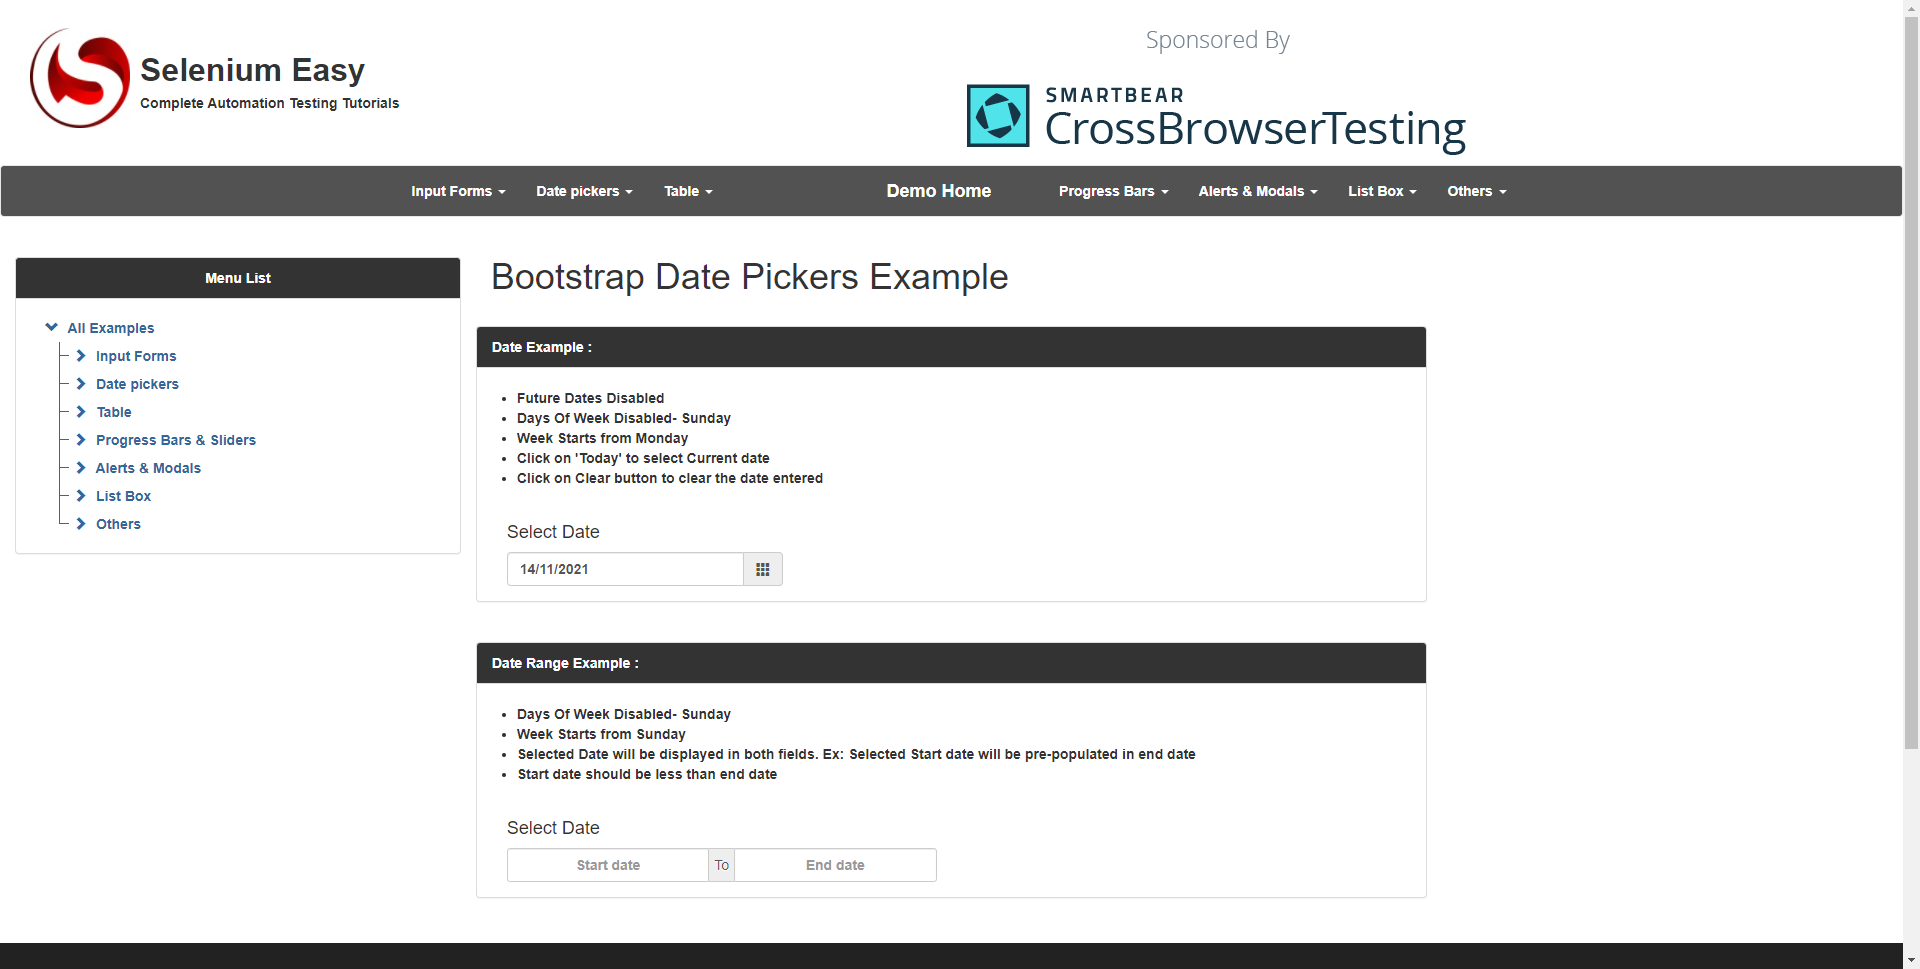 Selenium Easy
Complete Automation Testing Tutorials
Sponsored By
SMARTBEAR
CrossBrowserTesting
Input Forms Date pickers Table Demo Home Progress Bars Alerts & Modals List Box Others
Menu List
All Examples
Input Forms
Date pickers
Table
Progress Bars & Sliders
Alerts & Modals
List Box
Others
Bootstrap Date Pickers Example
Date Example :
Future Dates Disabled
Days Of Week Disabled- Sunday
Week Starts from Monday
Click on 'Today' to select Current date
Click on Clear button to clear the date entered
Select Date
14/11/2021
Date Range Example :
Days Of Week Disabled- Sunday
Week Starts from Sunday
Selected Date will be displayed in both fields. Ex: Selected Start date will be pre-populated in end date
Start date should be less than end date
Select Date
Start date To End date